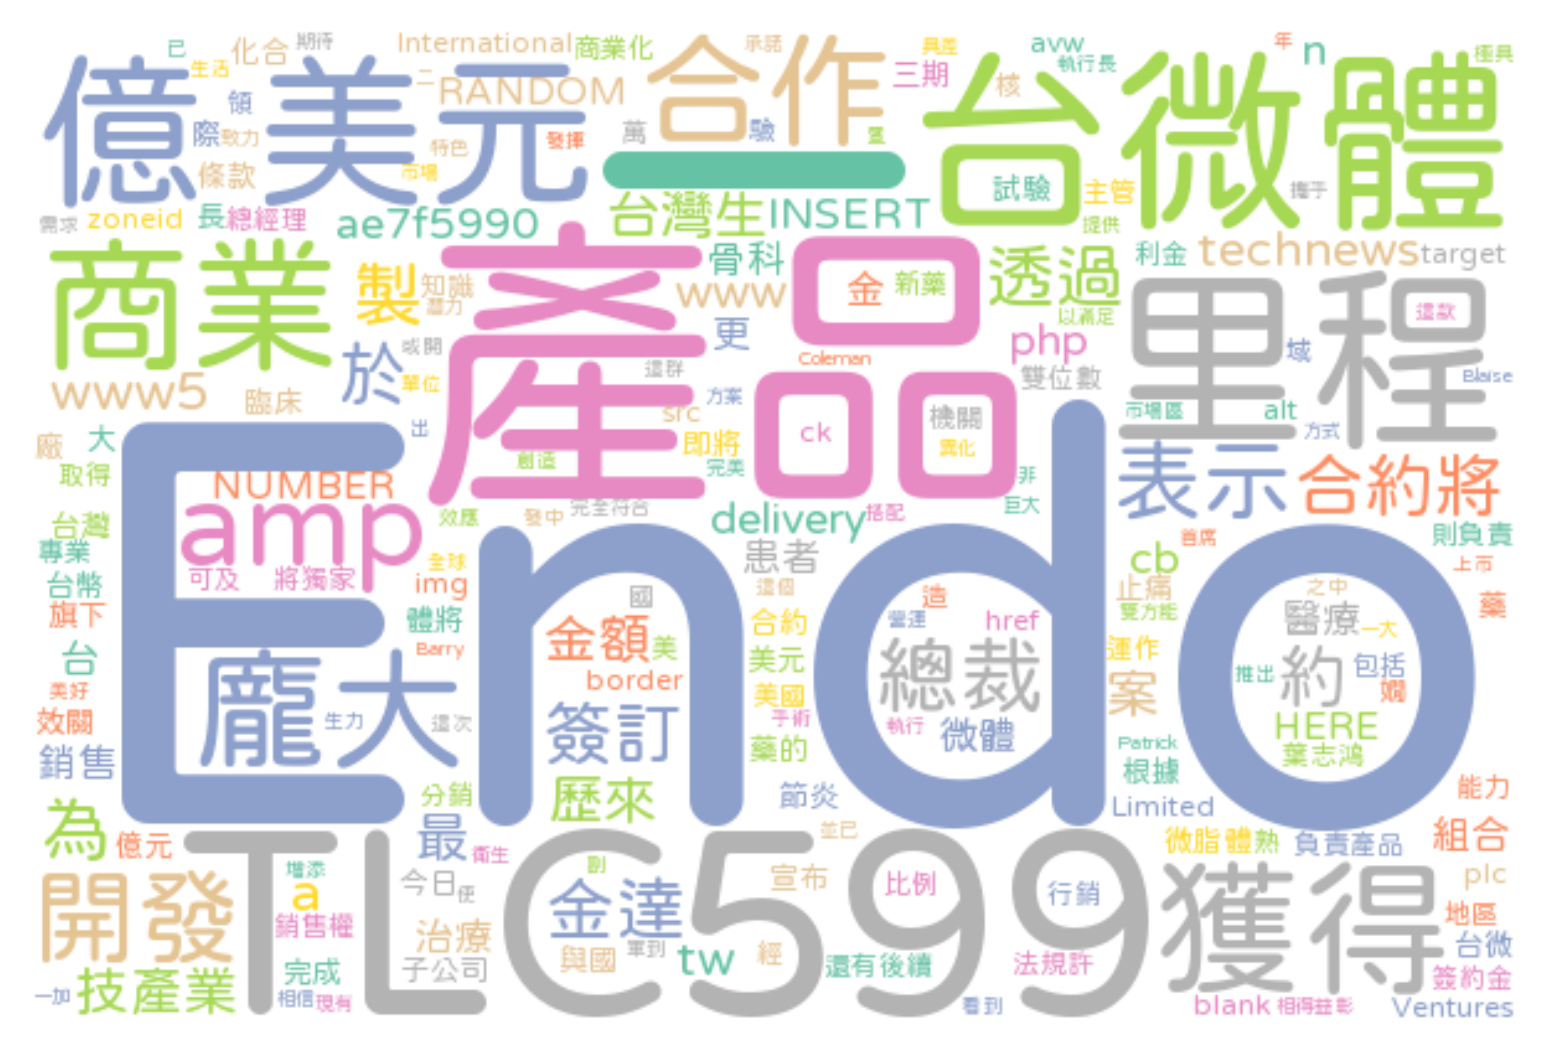 已 化合 期待 International 商業化 合作 承諾 具差 avw 年 n 極具
億美元 生活 二 RANDOM 三期 執行長 核 台微體
領 際 致力 特色 發揮 萬 驗
條款 市場 一 試驗 主管 攜手
需求 zoneid 長 總經理 ae7f5990 台灣生 INSERT 提供
商業 製 知識 潛力 產品 骨科 www 金 新藥 透過 利金 technews target
於 或開 更 以滿足 里程 這款
單位 這群 Coleman php 雙位數 域 Blaise
www5 臨床 出 src 方案 ck 機關 異化 市場區 alt 方式
廠 大 即將 創造 完美 表示 合約將
取得 NUMBER Endo 非 巨大
台灣 amp 效應 發中 完全符合 delivery 搭配 首席 則負責
專業 全球 患者 cb 上市
台幣 可及 將獨家 img 國 這個 造 止痛 之中 藥
旗下 體將 金額 合約 營運 href 雙方能 醫療 一大
台 Barry 美 美元 總裁 運作 推出 約 包括
美好 龐大 border 美國 案 嫺
效關 生力 這次 簽訂 手術 執行 微體 HERE
銷售 藥的 Patrick 葉志鴻
分銷 歷來 節炎 根據 Limited 能力
為 億元 最 衛生 並已 微脂體熟 負責產品 組合
TLC599 增添 副 宣布 比例 行銷 獲得 plc
開發 a 今日 便 金達 地區
銷售權 治療 與國 單到 tw 經 還有後續 法規許 台微
技產業 完成 子公司 簽約金
一加 相信 現有 看到 blank 相得益彰 Ventures